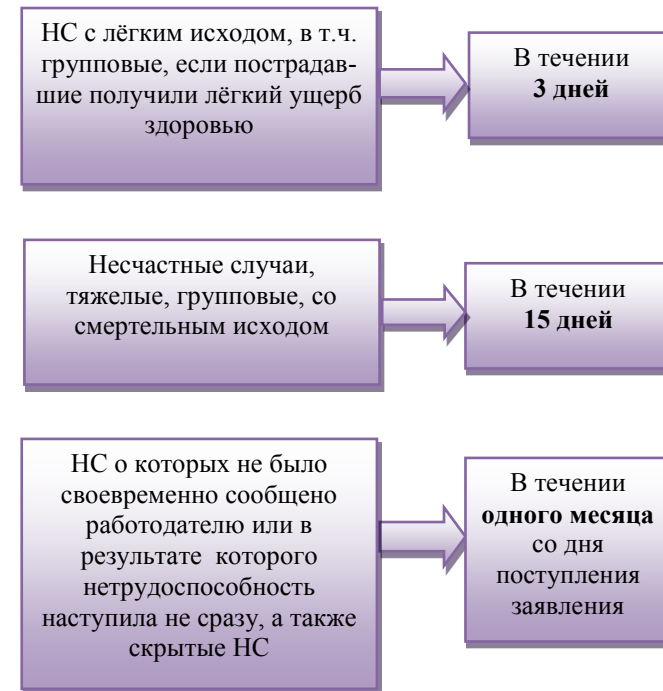 НС с лёгким исходом, в т.ч.
групповые, если пострадав-
шие получили лёгкий ущерб
здоровью
В течении
3 дней
Несчастные случаи,
тяжелые, групповые, со
смертельным исходом
В течении
15 дней
НС о которых не было
своевременно сообщено
работодателю или в
результате которого
нетрудоспособность
наступила не сразу, а также
скрытые НС
В течении
одного месяца
со дня
поступления
заявления